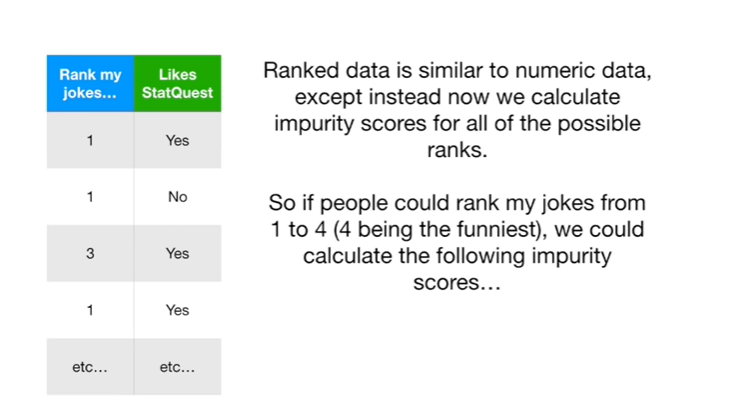 Rank my jokes…
Likes StatQuest
1 Yes
1 No
3 Yes
1 Yes
etc… etc…
Ranked data is similar to numeric data,
except instead now we calculate
impurity scores for all of the possible
ranks.
So if people could rank my jokes from
1 to 4 (4 being the funniest), we could
calculate the following impurity
scores…